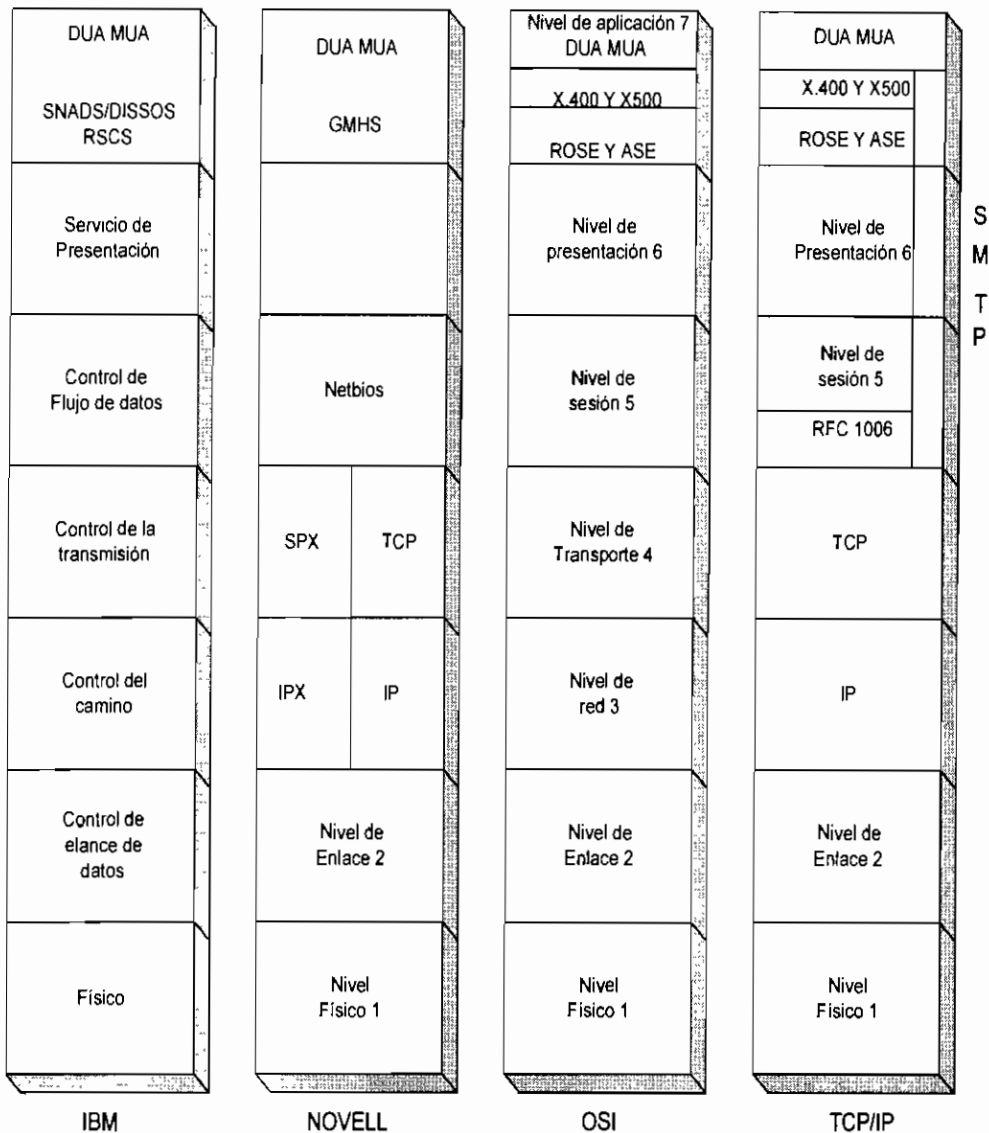 DUA MUA
SNADS/DISSOS
RSCS
Servicio de
Presentación
Control de
Flujo de datos
Control de la
transmisión
Control del
camino
Control de
elance de
datos
Físico
IBM
DUA MUA
GMHS
Netbios
SPX
TCP
IPX
IP
Nivel de
Enlace 2
Nivel
Físico 1
NOVELL
Nivel de aplicación 7
DUA MUA
X.400 Y X500
ROSE Y ASE
Nivel de
presentación 6
Nivel de
sesión 5
Nivel de
Transporte 4
Nivel de
red 3
Nivel de
Enlace 2
Nivel
Físico 1
OSI
DUA MUA
X.400 Y X500
ROSE Y ASE
Nivel de
Presentación 6
Nivel de
sesión 5
RFC 1006
TCP
IP
Nivel de
Enlace 2
Nivel
Físico 1
TCP/IP
S
M
T
P